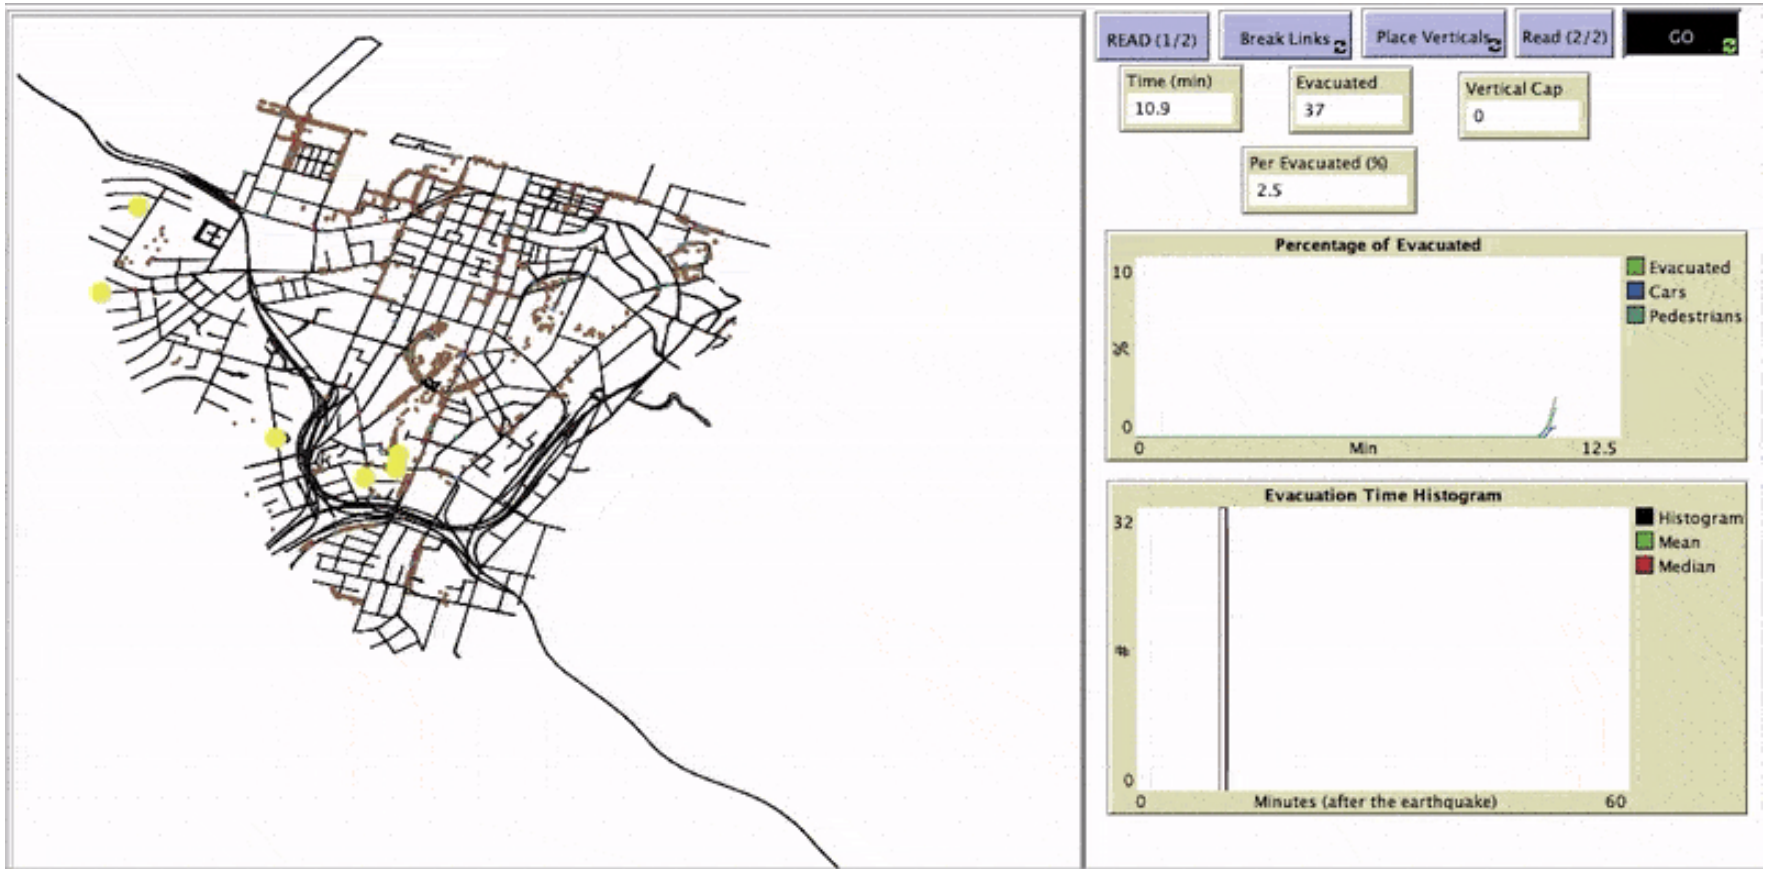 READ (1/2)
Break Links
Place Verticals
Read (2/2)
GO
Time (min)
10.9
Evacuated
37
Vertical Cap
0
Per Evacuated (%)
2.5
Percentage of Evacuated
10
%
0
0
Min
12.5
Evacuated
Cars
Pedestrians
Evacuation Time Histogram
32
#
0
0
Minutes (after the earthquake)
60
Histogram
Mean
Median